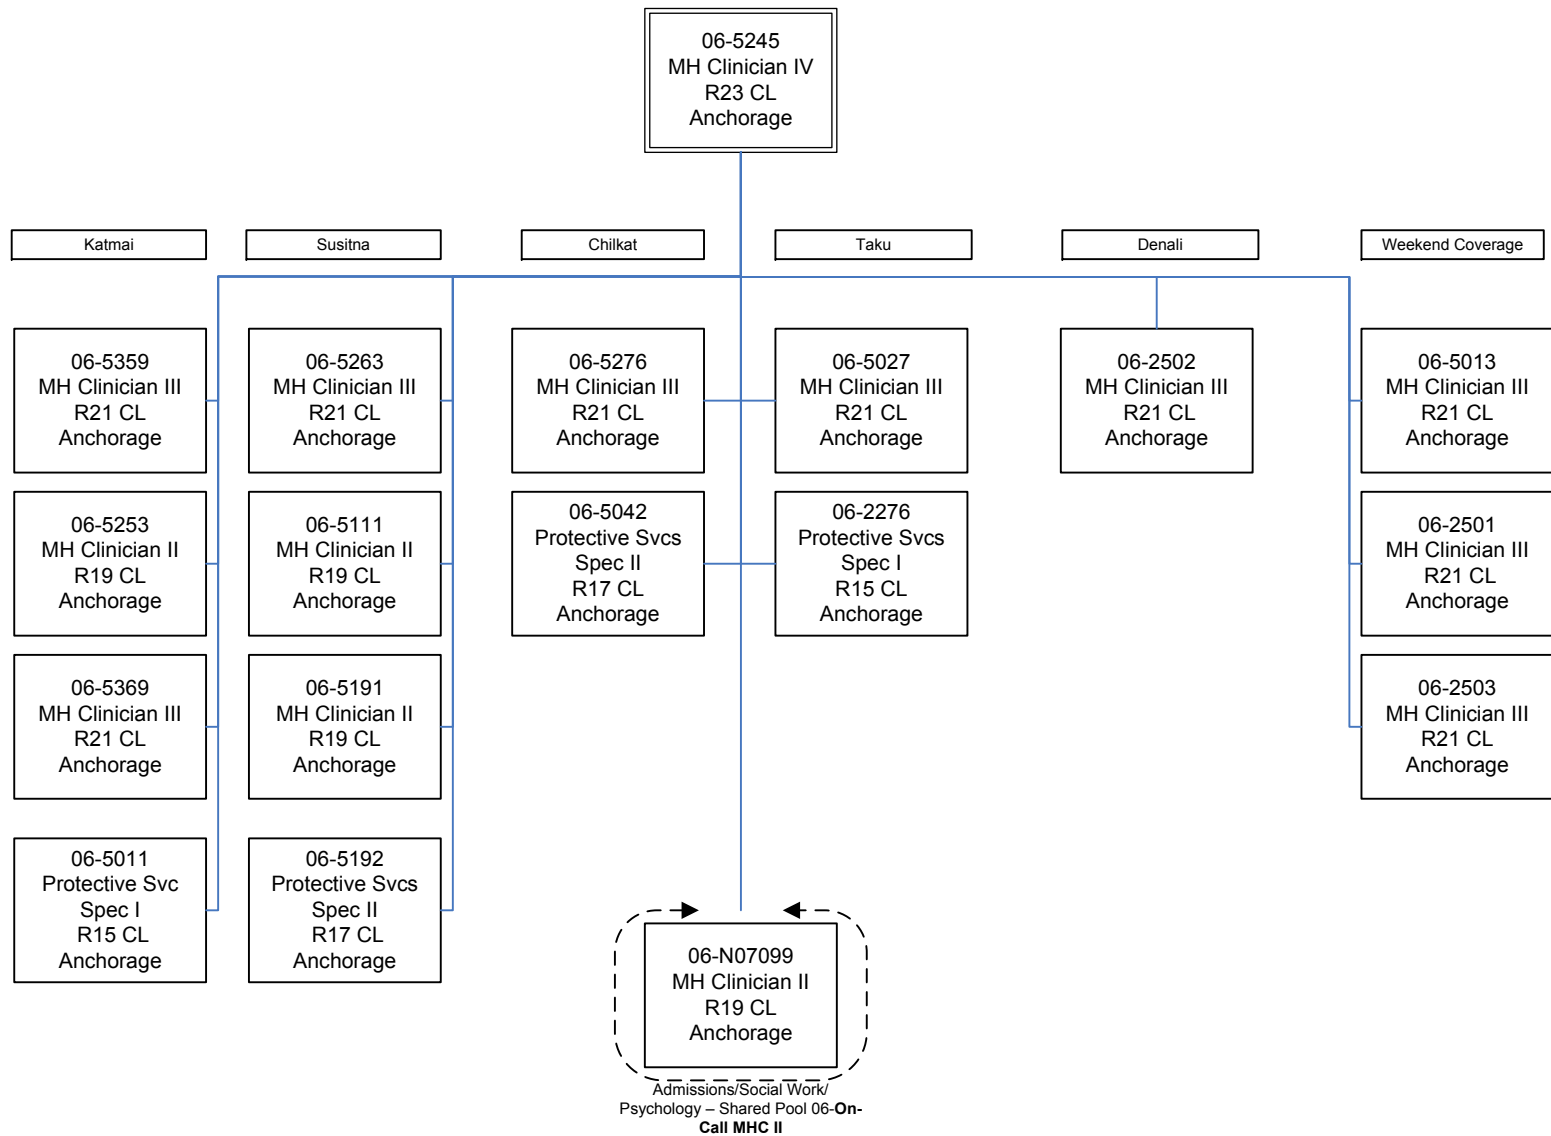 06-5245
MH Clinician IV
R23 CL
Anchorage
Katmai
Susitna
Chilkat
Taku
Denali
Weekend Coverage
06-5359
MH Clinician III
R21 CL
Anchorage
06-5263
MH Clinician III
R21 CL
Anchorage
06-5276
MH Clinician III
R21 CL
Anchorage
06-5027
MH Clinician III
R21 CL
Anchorage
06-2502
MH Clinician III
R21 CL
Anchorage
06-5013
MH Clinician III
R21 CL
Anchorage
06-5253
MH Clinician II
R19 CL
Anchorage
06-5111
MH Clinician II
R19 CL
Anchorage
06-5042
Protective Svcs
Spec II
R17 CL
Anchorage
06-2276
Protective Svcs
Spec I
R15 CL
Anchorage
06-2501
MH Clinician III
R21 CL
Anchorage
06-5369
MH Clinician III
R21 CL
Anchorage
06-5191
MH Clinician II
R19 CL
Anchorage
06-2503
MH Clinician III
R21 CL
Anchorage
06-5011
Protective Svc
Spec I
R15 CL
Anchorage
06-5192
Protective Svcs
Spec II
R17 CL
Anchorage
06-N07099
MH Clinician II
R19 CL
Anchorage
Admissions/Social Work/
Psychology – Shared Pool 06-On-
Call MHC II